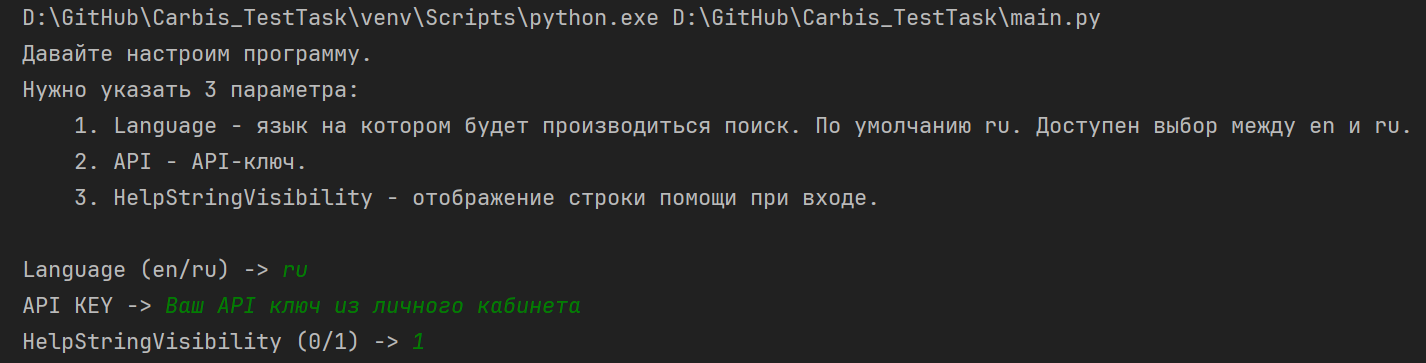 D:\GitHub\Carbis_TestTask\venv\Scripts\python.exe D:\GitHub\Carbis_TestTask\main.py
Давайте настроим программу.
Нужно указать 3 параметра:
1. Language - язык на котором будет производиться поиск. По умолчанию ru. Доступен выбор между en и ru.
2. API - API-ключ.
3. HelpStringVisibility - отображение строки помощи при входе.
Language (en/ru) -> ru
API KEY -> Ваш API ключ из личного кабинета
HelpStringVisibility (0/1) -> 1